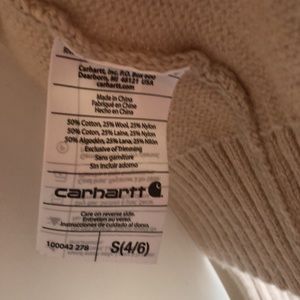 Carhartt, Inc. P.O. Box 600
Dearborn, MI 48121 USA
carhartt.com
Made in China
Fabriqué en China
Hecho en China
50% Cotton, 25% Wool, 25% Nylon
50% Coton, 25% Laine, 25% Nylon
50% Algodón, 25% Lana, 25% Nilon
Exclusive of Trimming
Sans garniture
Sin incluir adorno
carhartt
Care on reverse side.
Entretien au verso.
Instrucciones de cuidado al dorso.
100042 278 S(4/6)